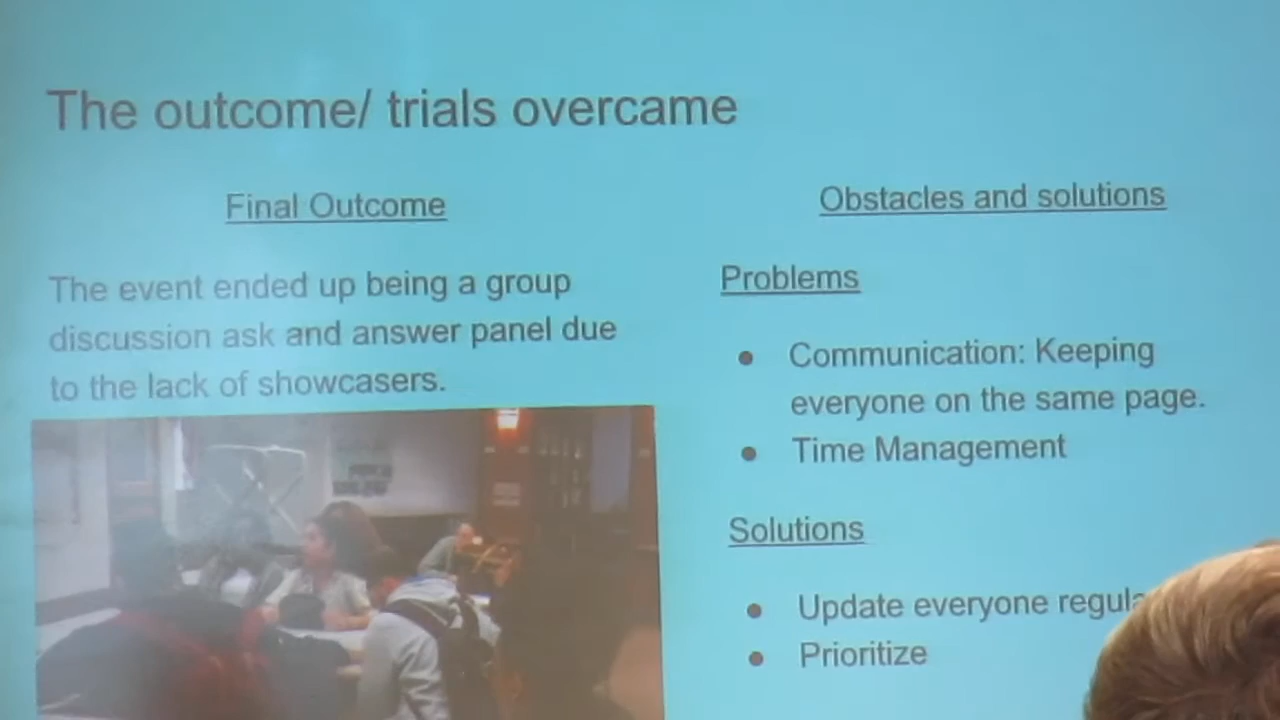 The outcome/ trials overcame
Final Outcome
The event ended up being a group
discussion ask and answer panel due
to the lack of showcasers.
Obstacles and solutions
Problems
● Communication: Keeping
everyone on the same page.
● Time Management
Solutions
● Update everyone
● Prioritize